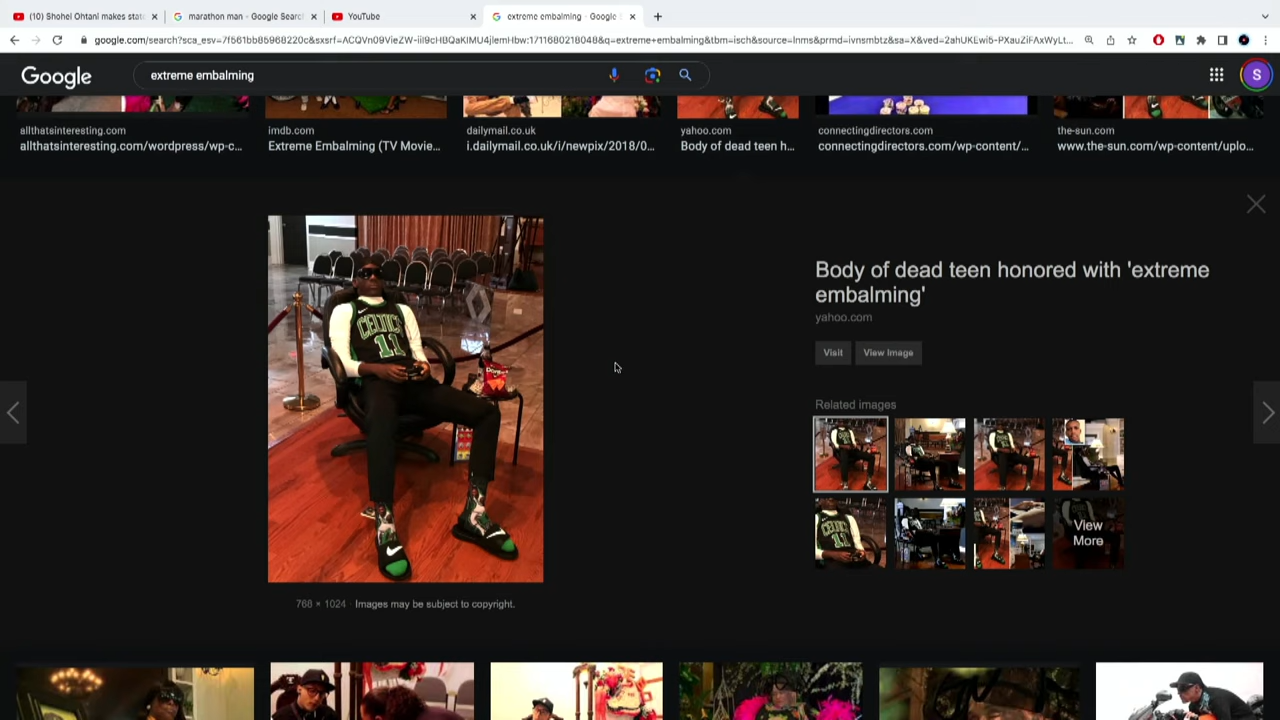 (10) Shohei Ohtani makes stat
marathon man - Google Searc
YouTube
extreme embalming - Google S
Google
extreme embalming
S
allthatsinteresting.com
allthatsinteresting.com/wordpress/wp-c...
imdb.com
Extreme Embalming (TV Movie...
dailymail.co.uk
i.dailymail.co.uk/i/newpix/2018/0...
yahoo.com
Body of dead teen h...
connectingdirectors.com
connectingdirectors.com/wp-content/...
the-sun.com
www.the-sun.com/wp-content/uplo...
CELTICS
11
Doritos
Body of dead teen honored with 'extreme
embalming'
yahoo.com
Visit
View Image
Related images
View
More
768 × 1024 · Images may be subject to copyright.